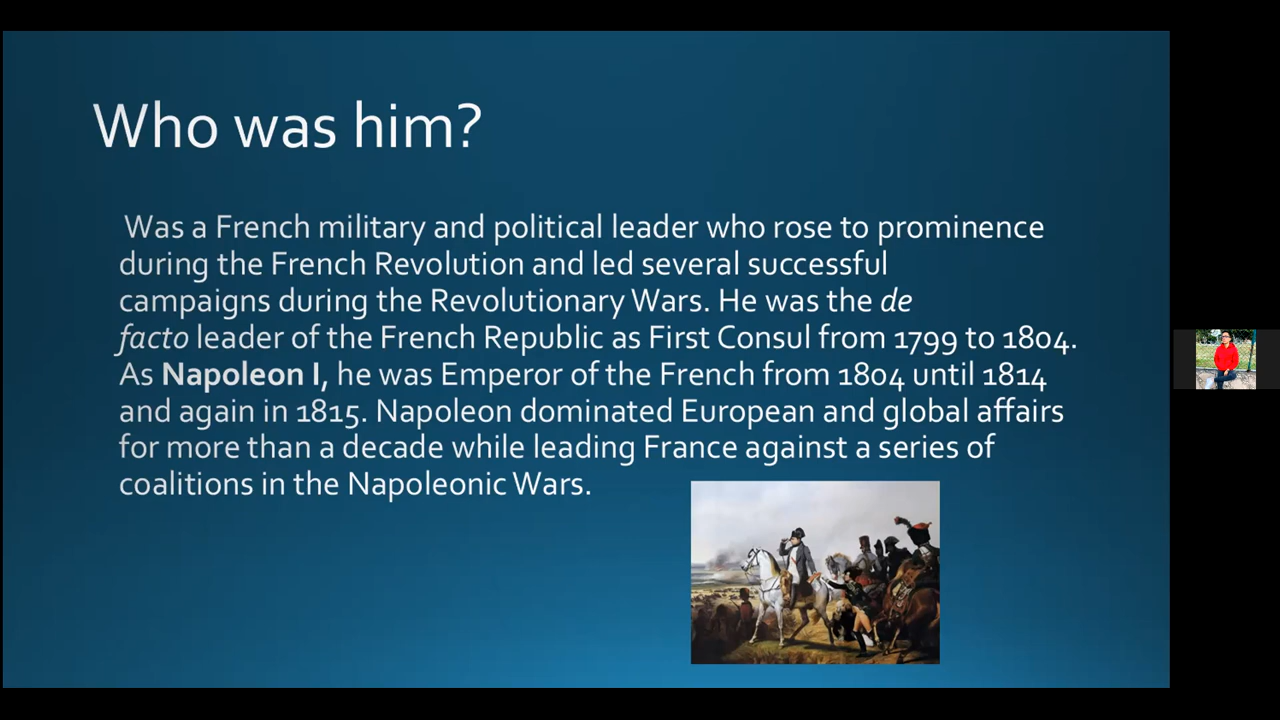 Who was him?
Was a French military and political leader who rose to prominence
during the French Revolution and led several successful
campaigns during the Revolutionary Wars. He was the de
facto leader of the French Republic as First Consul from 1799 to 1804.
As Napoleon I, he was Emperor of the French from 1804 until 1814
and again in 1815. Napoleon dominated European and global affairs
for more than a decade while leading France against a series of
coalitions in the Napoleonic Wars.